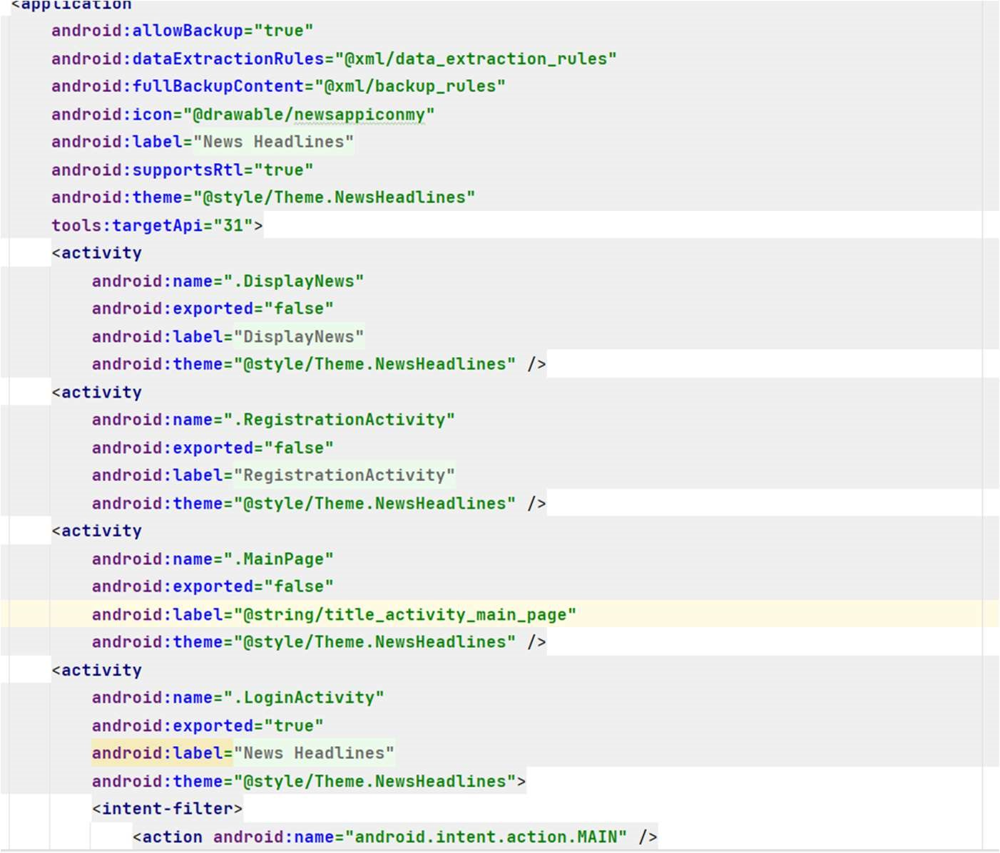 <application
android:allowBackup="true"
android:dataExtractionRules="@xml/data_extraction_rules"
android:fullBackupContent="@xml/backup_rules"
android:icon="@drawable/newsappiconmy"
android:label="News Headlines"
android:supportsRtl="true"
android:theme="@style/Theme.NewsHeadlines"
tools:targetApi="31">
<activity
android:name=".DisplayNews"
android:exported="false"
android:label="DisplayNews"
android:theme="@style/Theme.NewsHeadlines" />
<activity
android:name=".RegistrationActivity"
android:exported="false"
android:label="RegistrationActivity"
android:theme="@style/Theme.NewsHeadlines" />
<activity
android:name=".MainPage"
android:exported="false"
android:label="@string/title_activity_main_page"
android:theme="@style/Theme.NewsHeadlines" />
<activity
android:name=".LoginActivity"
android:exported="true"
android:label="News Headlines"
android:theme="@style/Theme.NewsHeadlines">
<intent-filter>
<action android:name="android.intent.action.MAIN" />